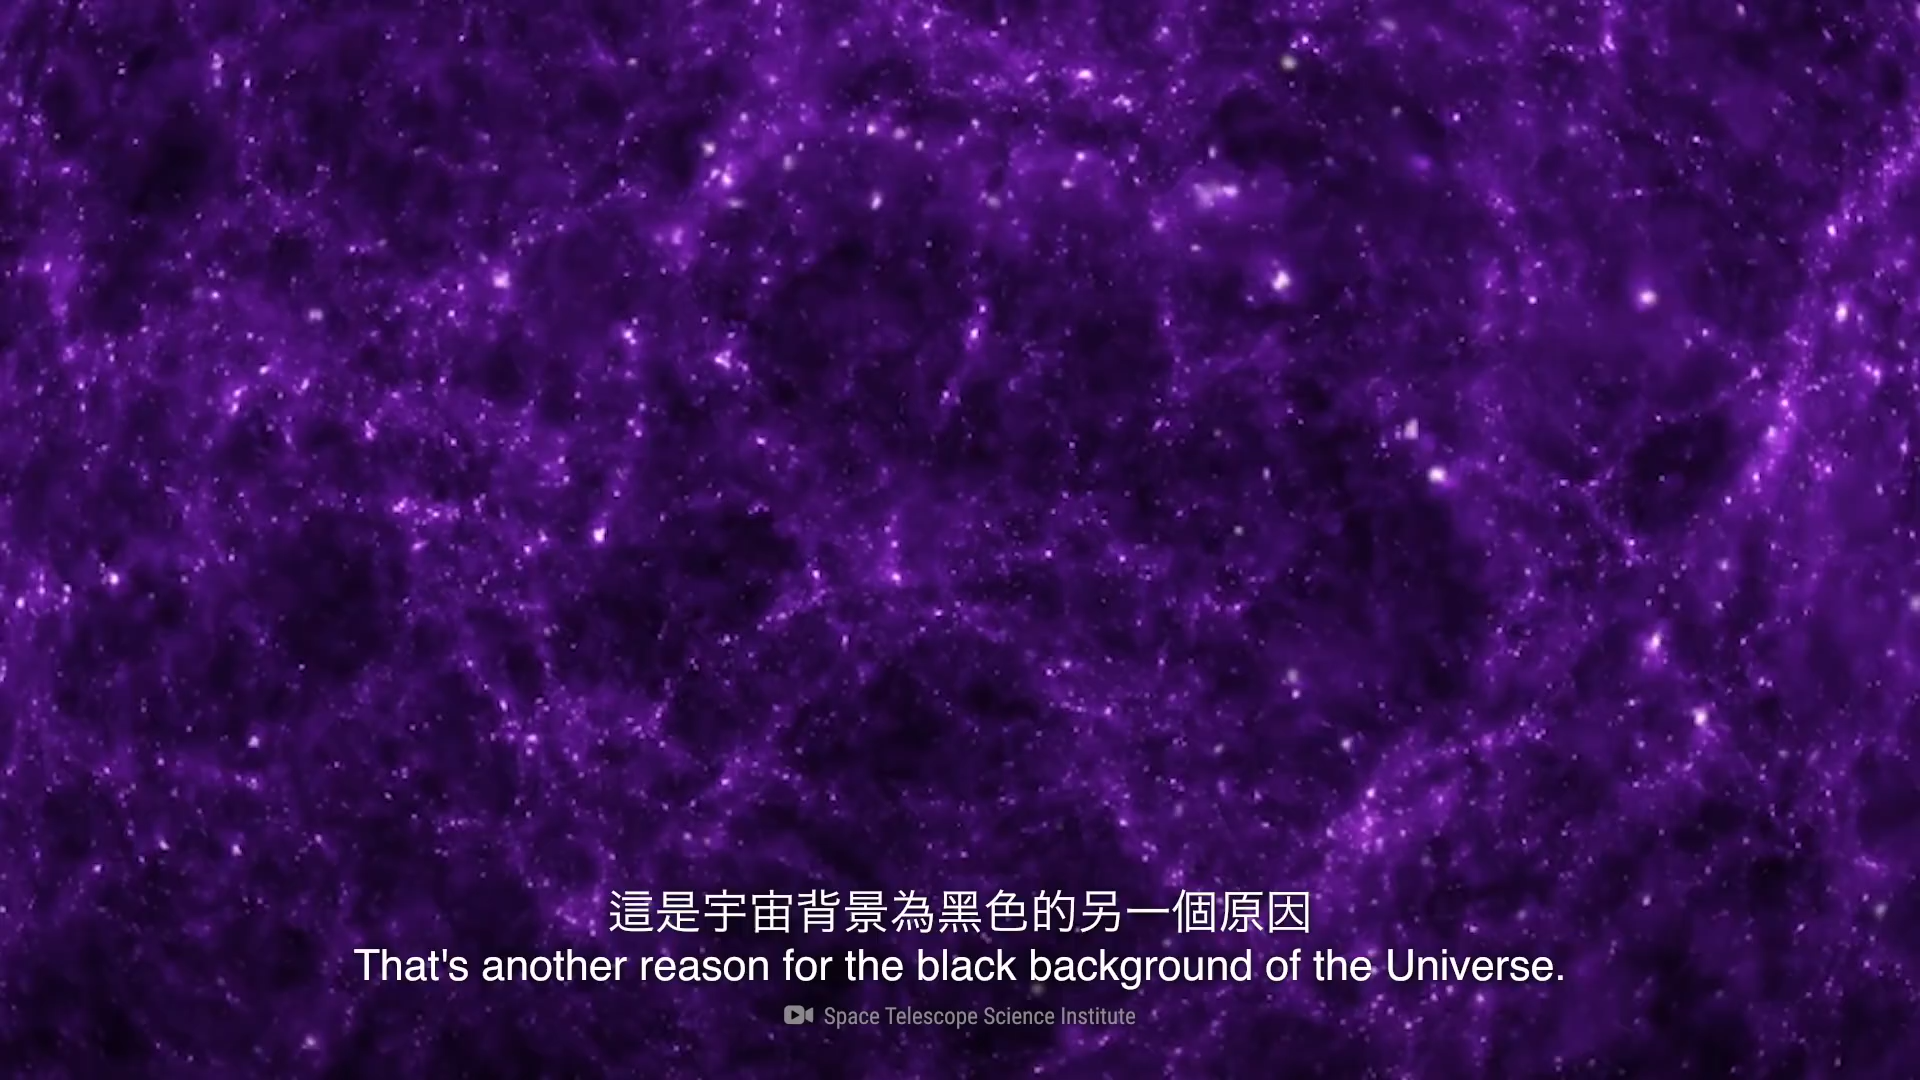 這是宇宙背景為黑色的另一個原因
That's another reason for the black background of the Universe.
Space Telescope Science Institute